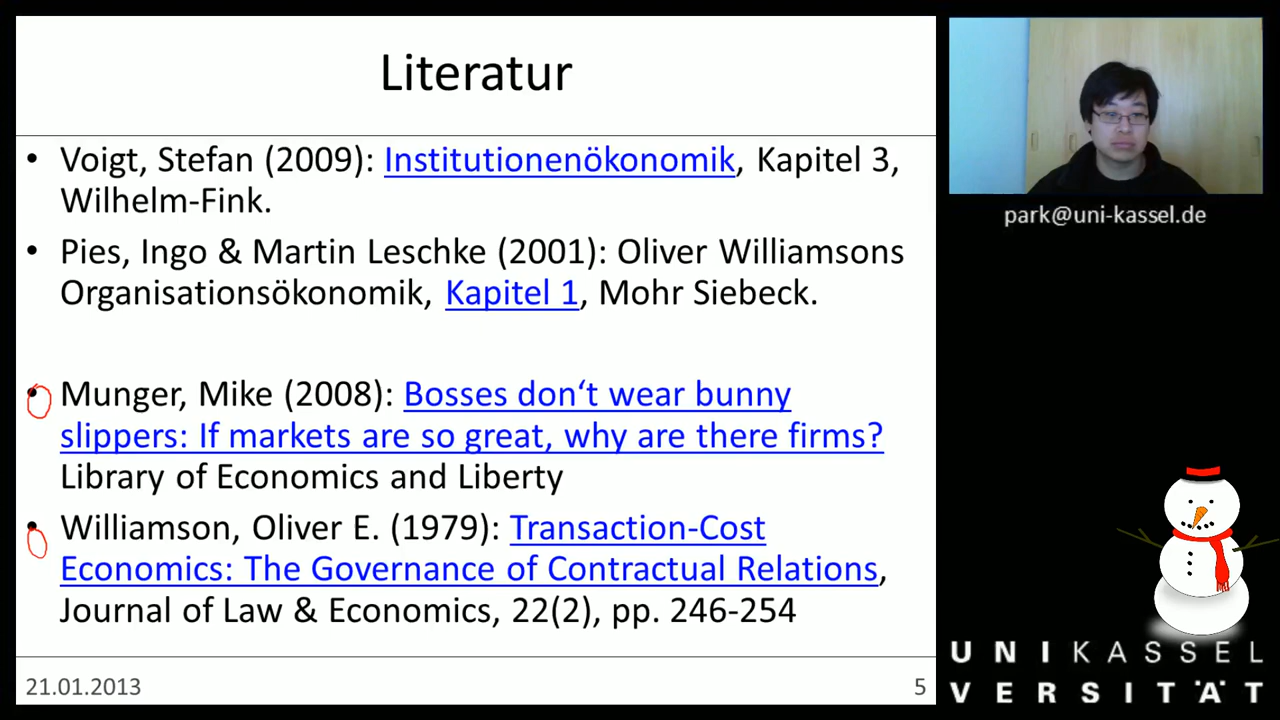 Literatur
• Voigt, Stefan (2009): Institutionenökonomik, Kapitel 3,
Wilhelm-Fink.
• Pies, Ingo & Martin Leschke (2001): Oliver Williamsons
Organisationsökonomik, Kapitel 1, Mohr Siebeck.
• Munger, Mike (2008): Bosses don‘t wear bunny
slippers: If markets are so great, why are there firms?
Library of Economics and Liberty
• Williamson, Oliver E. (1979): Transaction-Cost
Economics: The Governance of Contractual Relations,
Journal of Law & Economics, 22(2), pp. 246-254
21.01.2013
5
park@uni-kassel.de
UNIKASSEL
VERSITÄT